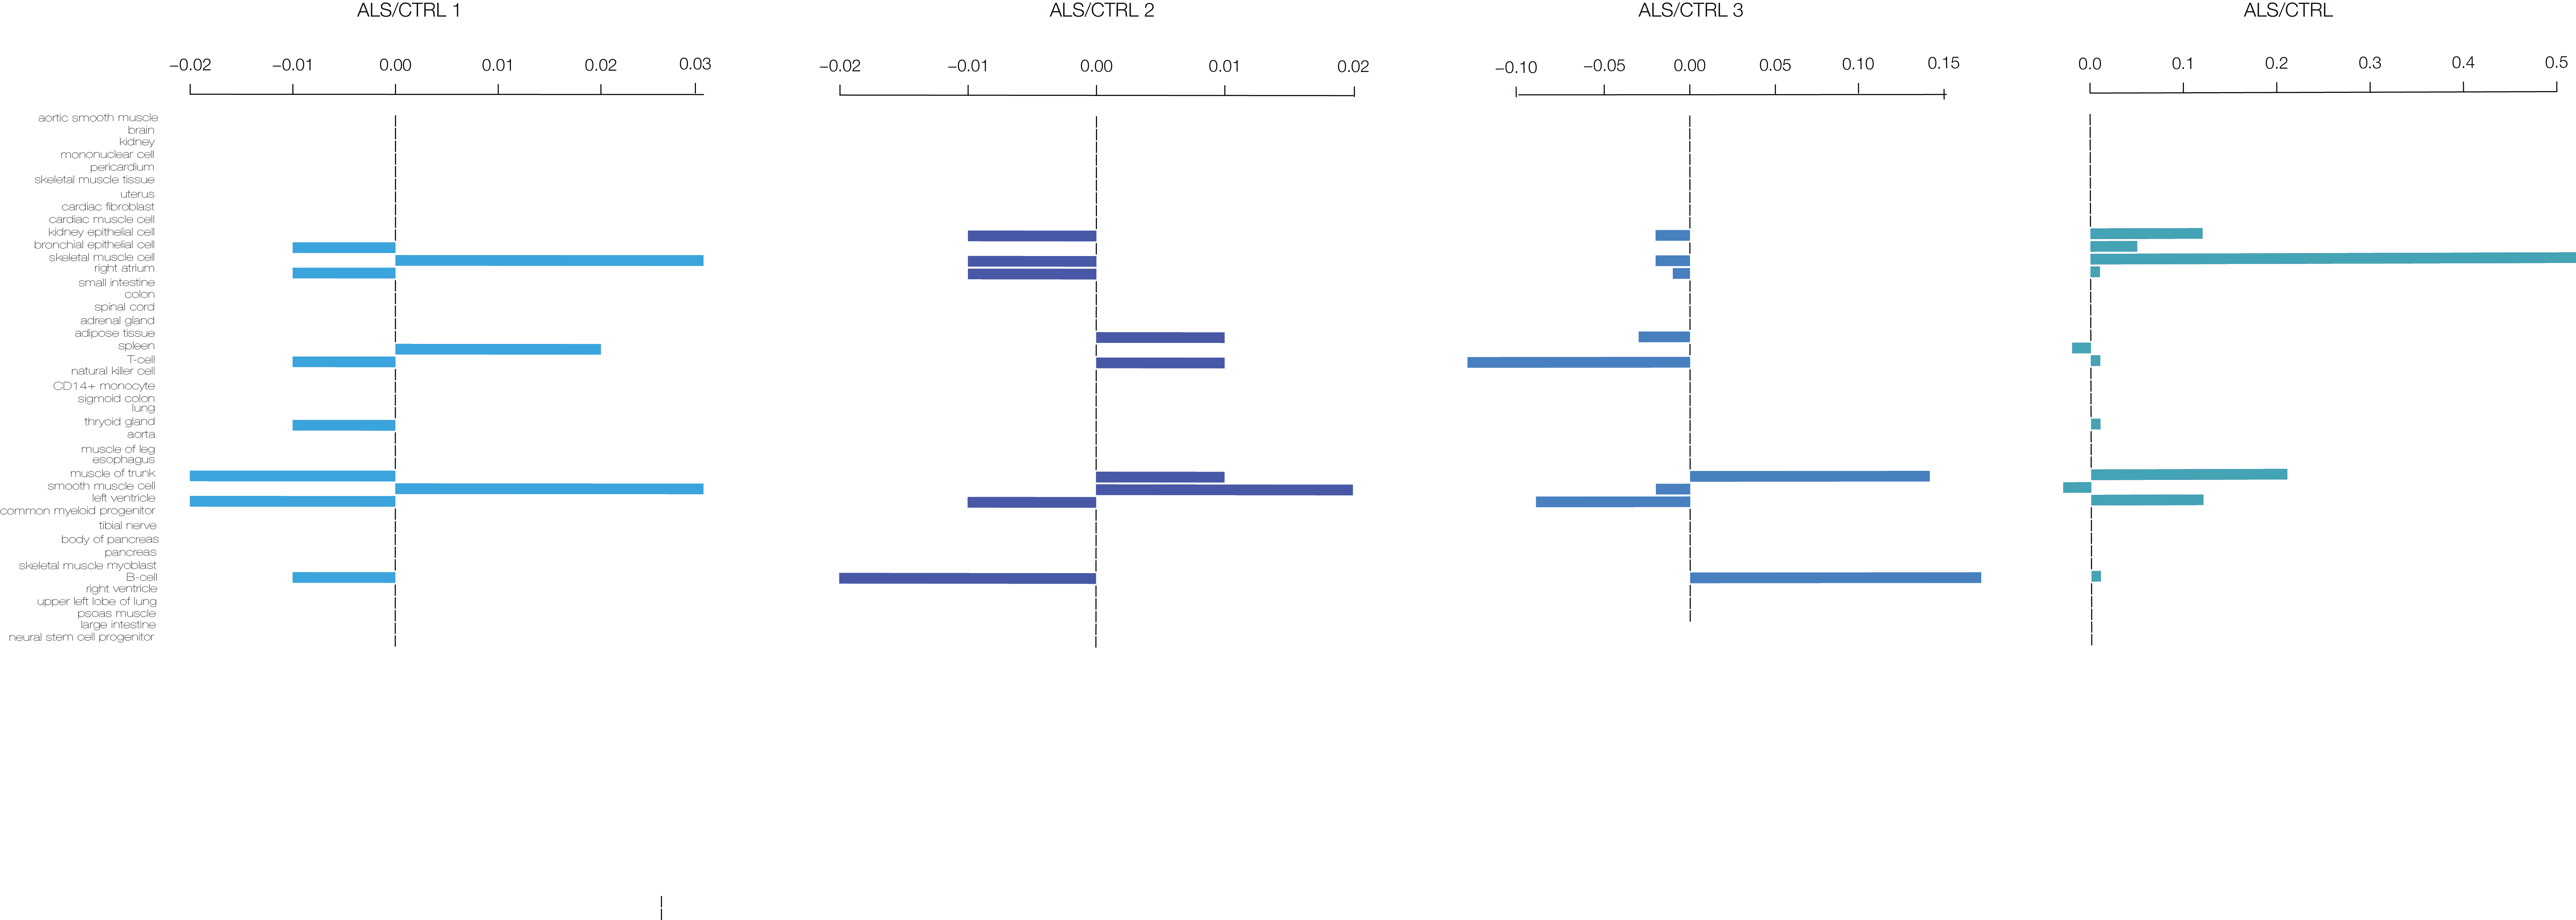 ALS/CTRL 1 ALS/CTRL 2 ALS/CTRL 3 ALS/CTRL
−0.02 −0.01 0.00 0.01 0.02 0.03 −0.02 −0.01 0.00 0.01 0.02 −0.10 −0.05 0.00 0.05 0.10 0.15 0.0 0.1 0.2 0.3 0.4 0.5
aortic smooth muscle
brain
kidney
mononuclear cell
pericardium
skeletal muscle tissue
uterus
cardiac fibroblast
cardiac muscle cell
kidney epithelial cell
bronchial epithelial cell
skeletal muscle cell
right atrium
small intestine
colon
spinal cord
adrenal gland
adipose tissue
spleen
T-cell
natural killer cell
CD14+ monocyte
sigmoid colon
lung
thryoid gland
aorta
muscle of leg
esophagus
muscle of trunk
smooth muscle cell
left ventricle
common myeloid progenitor
tibial nerve
body of pancreas
pancreas
skeletal muscle myoblast
B-cell
right ventricle
upper left lobe of lung
psoas muscle
large intestine
neural stem cell progenitor